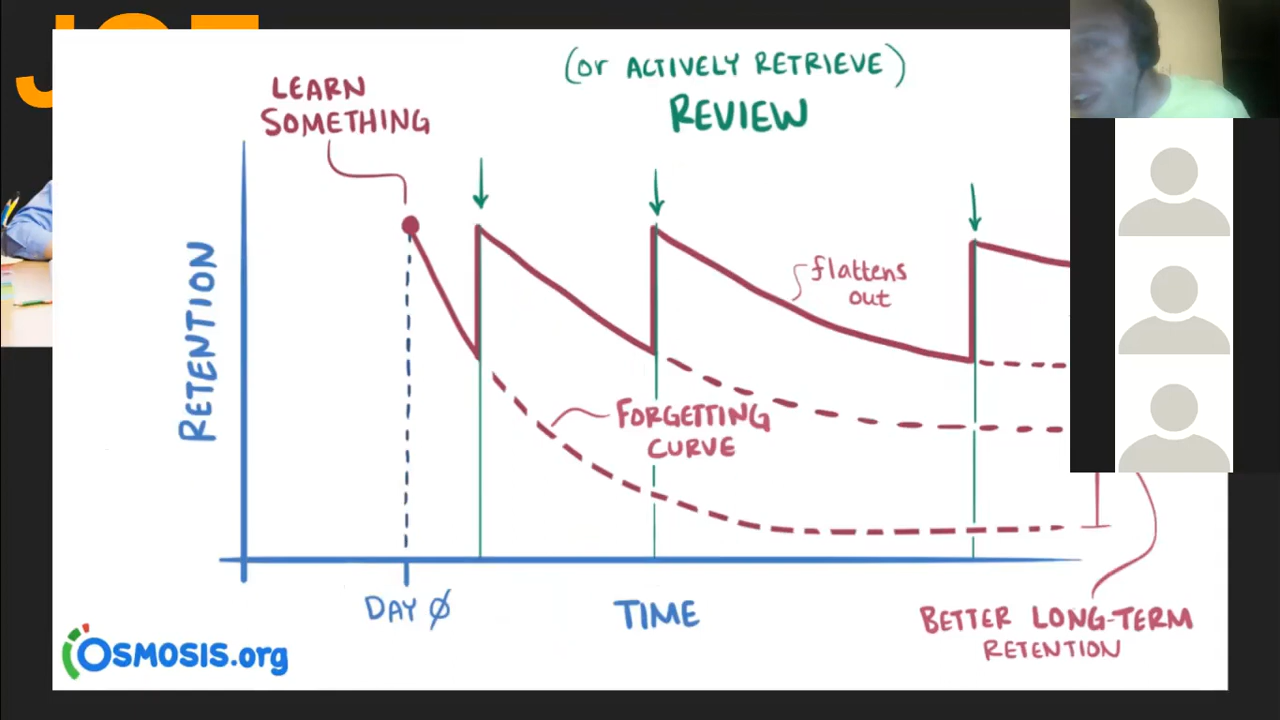 (or ACTIVELY RETRIEVE)
REVIEW
LEARN
SOMETHING
flattens
out
RETENTION
FORGETTING
CURVE
DAY 0
TIME
BETTER LONG-TERM
RETENTION
OSMOSIS.org